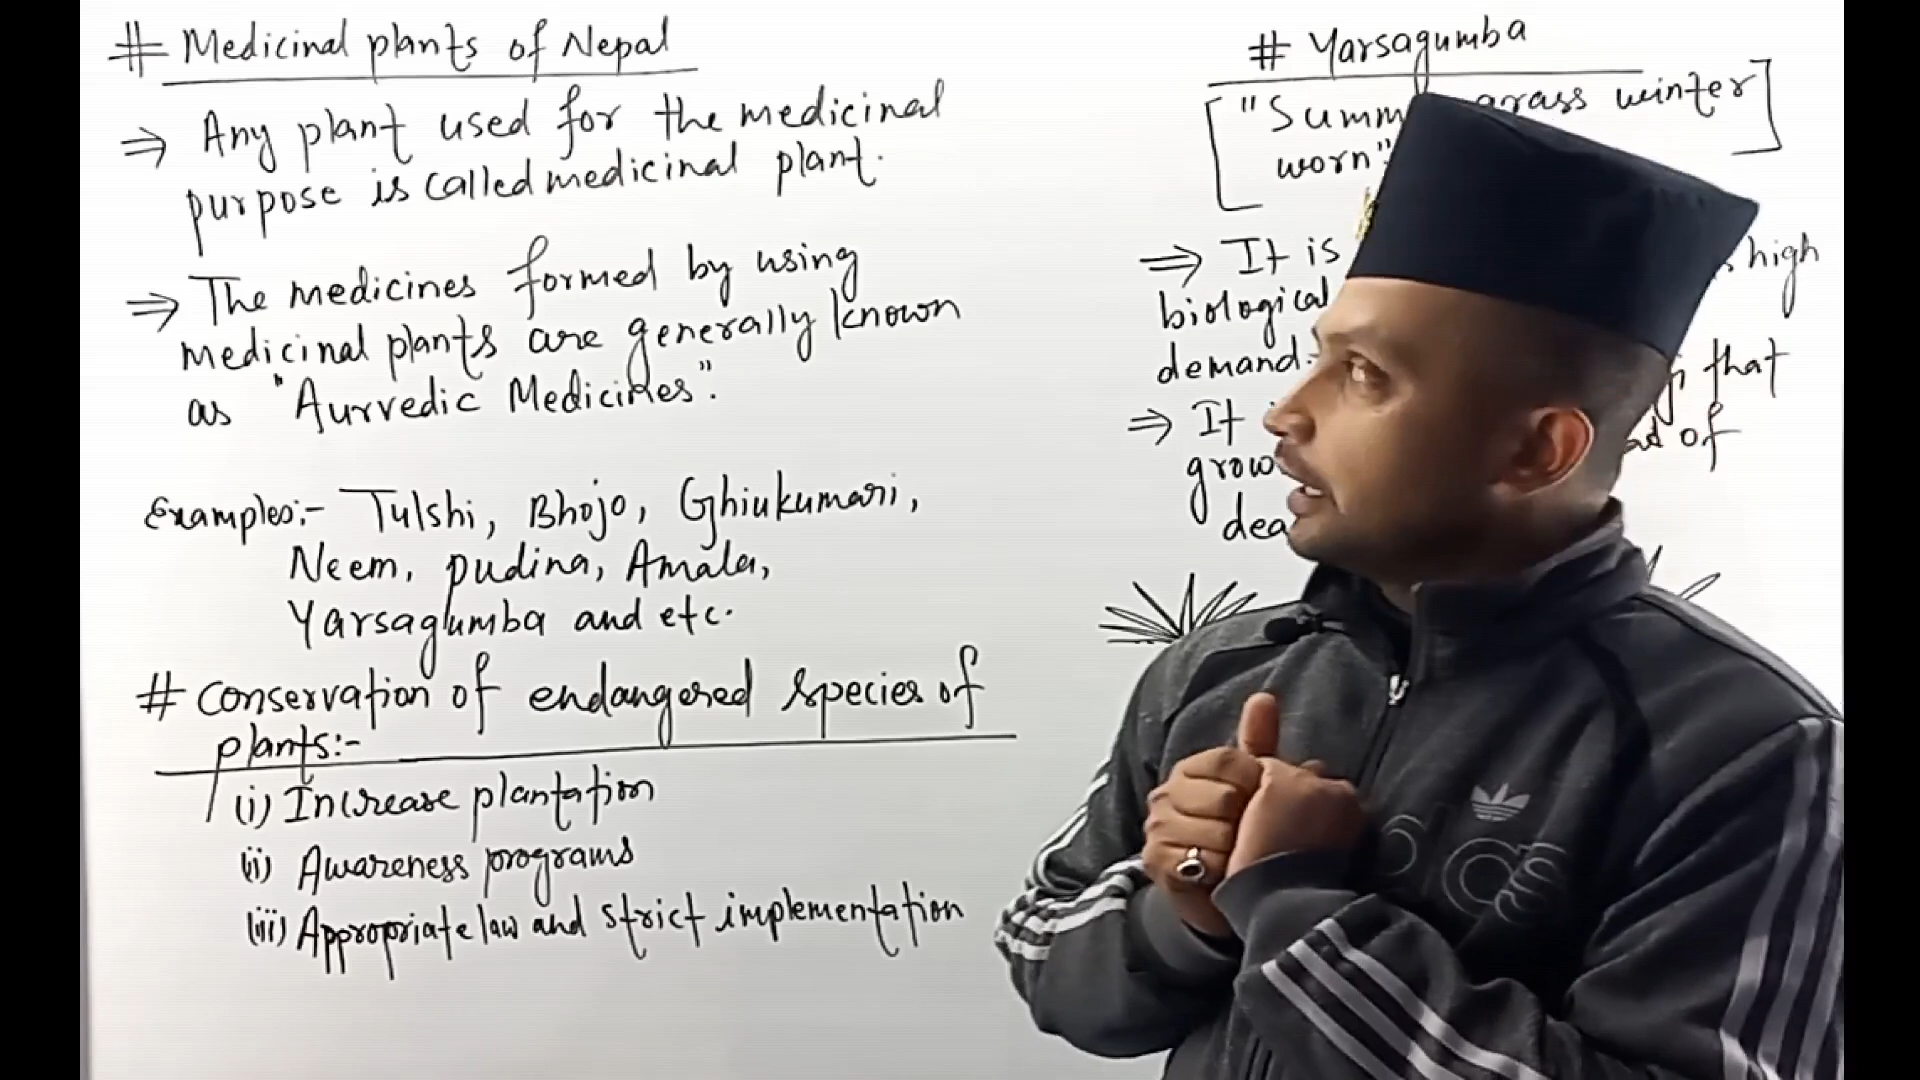 # Medicinal plants of Nepal
⇒ Any plant used for the medicinal
purpose is called medicinal plant.
⇒ The medicines formed by using
medicinal plants are generally known
as "Aurvedic Medicines".
Examples:- Tulshi, Bhojo, Ghiukumari,
Neem, pudina, Amala,
Yarsagumba and etc.
# Conservation of endangered species of
plants:-
(i) Increase plantation
(ii) Awareness programs
(iii) Appropriate law and strict implementation
# Yarsagumba
["Summ grass winter
worn"]
⇒ It is high
biological
demand.
⇒ It that
grow of
dea